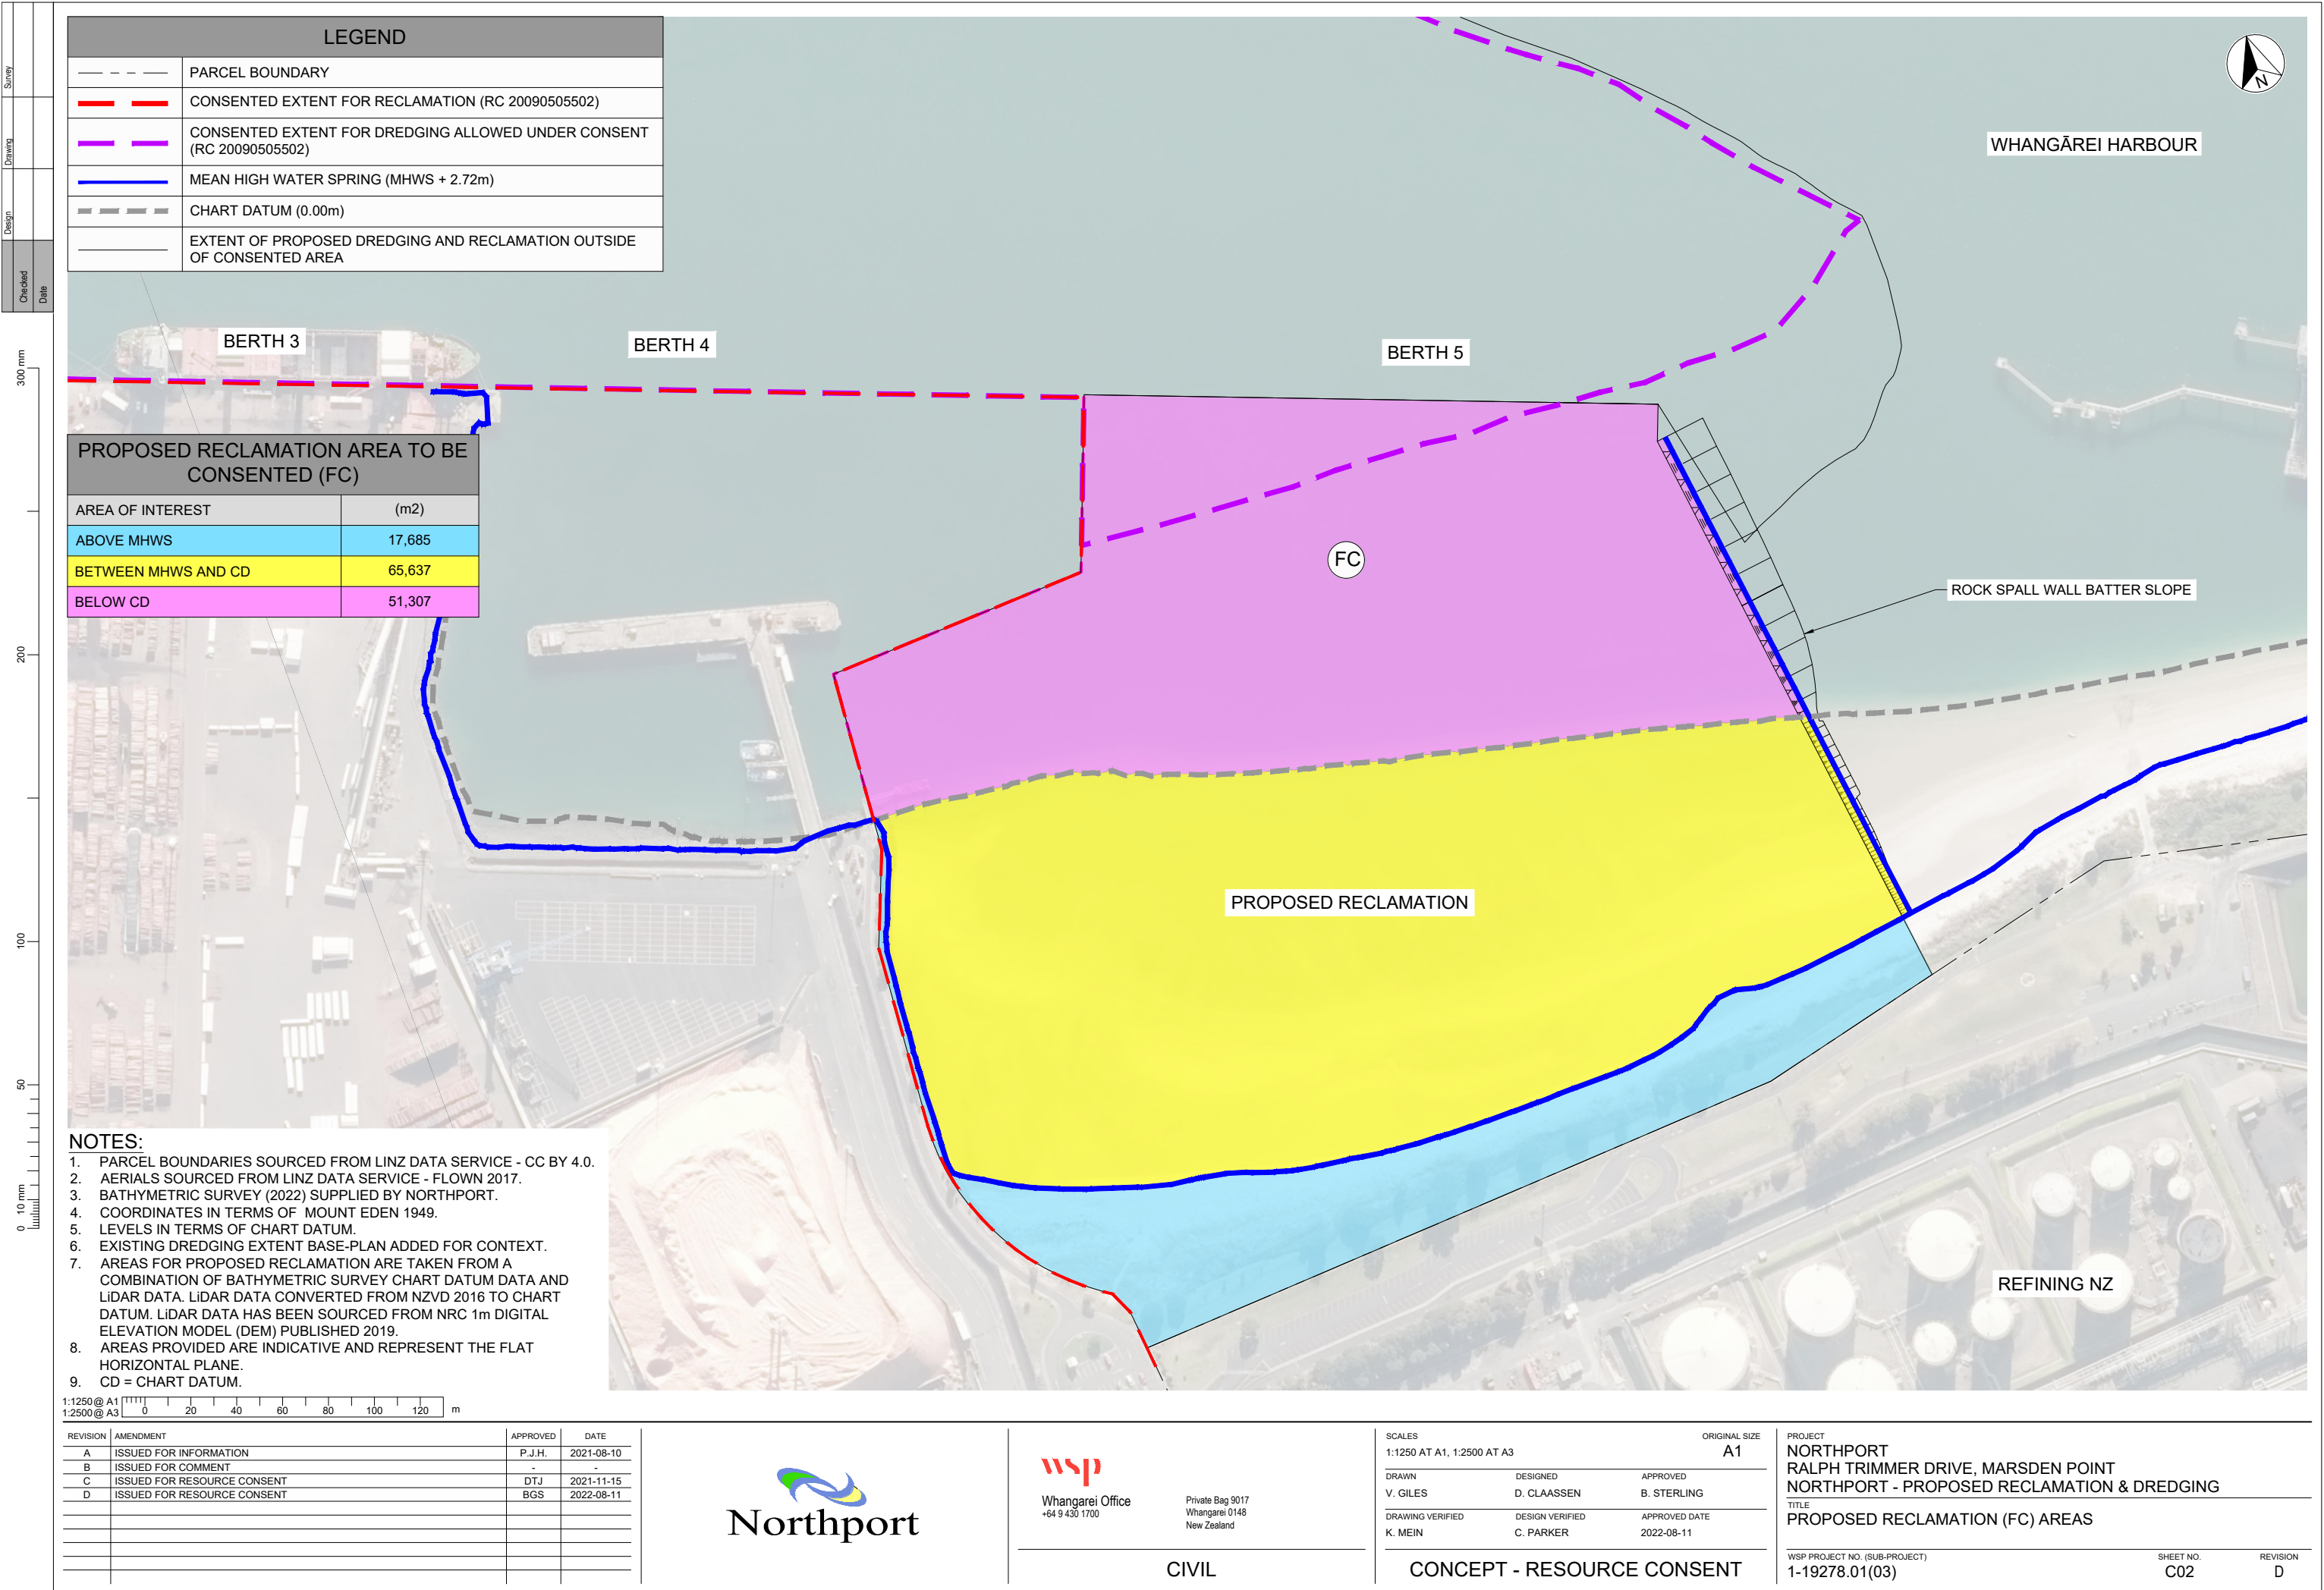 LEGEND
PARCEL BOUNDARY
CONSENTED EXTENT FOR RECLAMATION (RC 20090505502)
CONSENTED EXTENT FOR DREDGING ALLOWED UNDER CONSENT
(RC 20090505502)
MEAN HIGH WATER SPRING (MHWS + 2.72m)
CHART DATUM (0.00m)
EXTENT OF PROPOSED DREDGING AND RECLAMATION OUTSIDE
OF CONSENTED AREA
Survey
Drawing
Design
Checked
Date
300 mm
200
100
50
10 mm
0
N
WHANGĀREI HARBOUR
BERTH 3
BERTH 4
BERTH 5
PROPOSED RECLAMATION AREA TO BE
CONSENTED (FC)
AREA OF INTEREST (m2)
ABOVE MHWS 17,685
BETWEEN MHWS AND CD 65,637
BELOW CD 51,307
FC
ROCK SPALL WALL BATTER SLOPE
PROPOSED RECLAMATION
REFINING NZ
NOTES:
1. PARCEL BOUNDARIES SOURCED FROM LINZ DATA SERVICE - CC BY 4.0.
2. AERIALS SOURCED FROM LINZ DATA SERVICE - FLOWN 2017.
3. BATHYMETRIC SURVEY (2022) SUPPLIED BY NORTHPORT.
4. COORDINATES IN TERMS OF MOUNT EDEN 1949.
5. LEVELS IN TERMS OF CHART DATUM.
6. EXISTING DREDGING EXTENT BASE-PLAN ADDED FOR CONTEXT.
7. AREAS FOR PROPOSED RECLAMATION ARE TAKEN FROM A
COMBINATION OF BATHYMETRIC SURVEY CHART DATUM DATA AND
LiDAR DATA. LiDAR DATA CONVERTED FROM NZVD 2016 TO CHART
DATUM. LiDAR DATA HAS BEEN SOURCED FROM NRC 1m DIGITAL
ELEVATION MODEL (DEM) PUBLISHED 2019.
8. AREAS PROVIDED ARE INDICATIVE AND REPRESENT THE FLAT
HORIZONTAL PLANE.
9. CD = CHART DATUM.
1:1250 @ A1
1:2500 @ A3
0 20 40 60 80 100 120 m
REVISION AMENDMENT APPROVED DATE
A ISSUED FOR INFORMATION P.J.H. 2021-08-10
B ISSUED FOR COMMENT - -
C ISSUED FOR RESOURCE CONSENT DTJ 2021-11-15
D ISSUED FOR RESOURCE CONSENT BGS 2022-08-11
Northport
wsp
Whangarei Office
+64 9 430 1700
Private Bag 9017
Whangarei 0148
New Zealand
CIVIL
SCALES ORIGINAL SIZE
1:1250 AT A1, 1:2500 AT A3 A1
DRAWN DESIGNED APPROVED
V. GILES D. CLAASSEN B. STERLING
DRAWING VERIFIED DESIGN VERIFIED APPROVED DATE
K. MEIN C. PARKER 2022-08-11
CONCEPT - RESOURCE CONSENT
PROJECT
NORTHPORT
RALPH TRIMMER DRIVE, MARSDEN POINT
NORTHPORT - PROPOSED RECLAMATION & DREDGING
TITLE
PROPOSED RECLAMATION (FC) AREAS
WSP PROJECT NO. (SUB-PROJECT) SHEET NO. REVISION
1-19278.01(03) C02 D